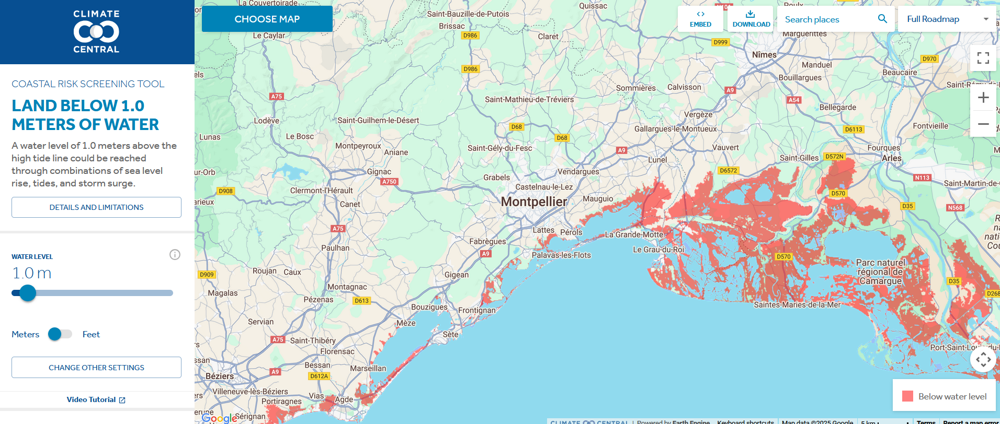 CLIMATE
CENTRAL
COASTAL RISK SCREENING TOOL
LAND BELOW 1.0
METERS OF WATER
A water level of 1.0 meters above the
high tide line could be reached
through combinations of sea level
rise, tides, and storm surge.
DETAILS AND LIMITATIONS
WATER LEVEL
1.0 m
Meters
Feet
CHANGE OTHER SETTINGS
Video Tutorial
CHOOSE MAP
EMBED
DOWNLOAD
Search places
Full Roadmap
La Couvertoirade
Quissac
Saint-Bauzille-de-Putois
Brissac
D986
Le Caylar
Claret
D999
Marguerittes
Nîmes
D970
Manduel
Beaucaire
Bouillargues
D986
Calvisson
Sommières
A9
A54
A75
Saint-Mathieu-de-Tréviers
Bellegarde
Vergèze
Lodève
Saint-Guilhem-le-Désert
D68
Gallargues-le-Montueux
D6113
Fontvieille
Lunas
Le Bosc
D68
Montpeyroux
Aniane
Saint-Gély-du-Fesc
A9
Vauvert
Fourques
Lunel
Saint-Gilles
D572N
Arles
Gignac
Vendargues
D6572
Grabels
A750
N113
Castelnau-le-Lez
D908
Clermont-l'Hérault
D570
Canet
Montpellier
Mauguio
D35
N568
A75
Lattes
Pérols
La Grande-Motte
Fabrègues
Paulhan
Le Grau-du-Roi
A9
Palavas-les-Flots
D570
Parc naturel
régional de
Camargue
Roujan
Caux
D909
Gigean
D35
Montagnac
Magalas
D268
Pézenas
D613
Bouzigues
Frontignan
Saintes-Maries-de-la-Mer
Servian
Mèze
Sète
A75
Saint-Thibéry
Florensac
Bessan
Marseillan
A9
D612A
Béziers
Villeneuve-lès-Béziers
Vias
Agde
Portiragnes
Sérignan
Google
Below water level
CLIMATE CENTRAL | Powered by Earth Engine
Keyboard shortcuts
Map data ©2025 Google
5 km
Terms
Report a map error